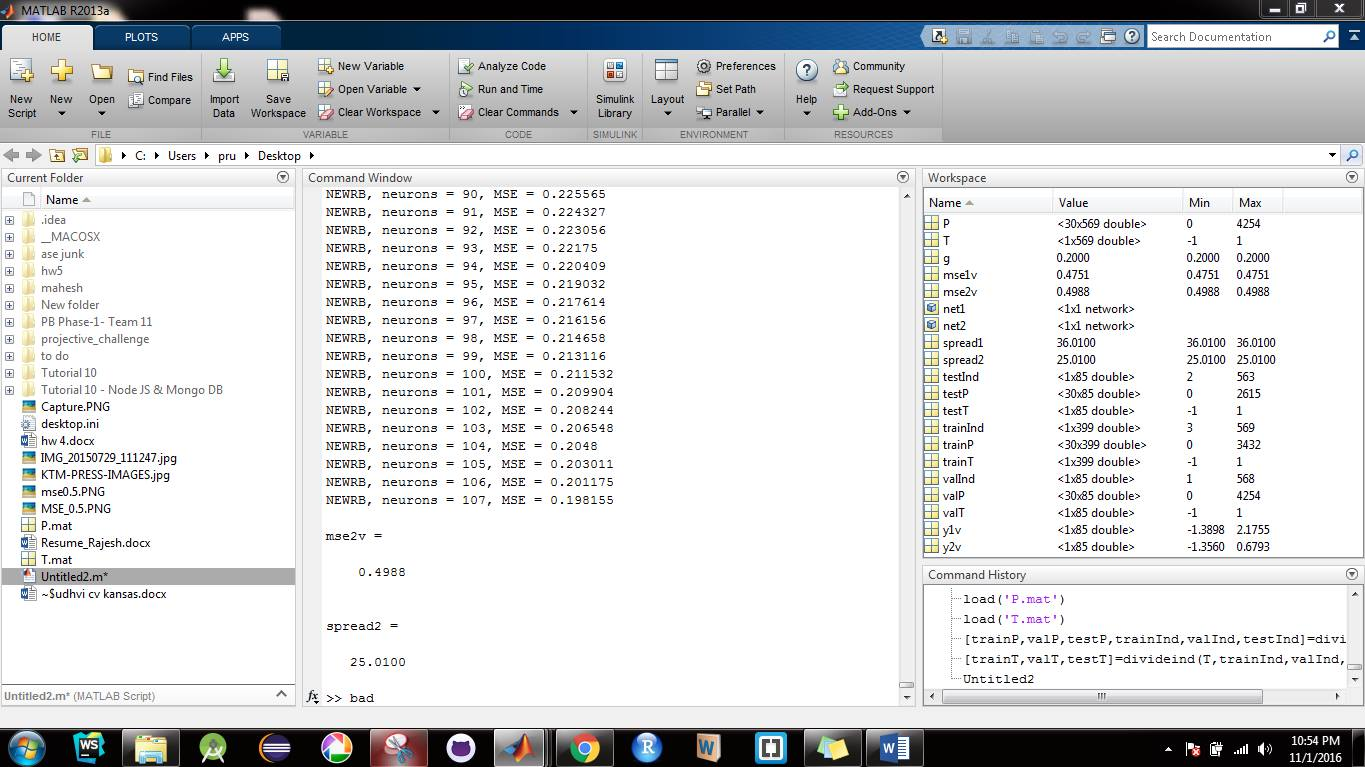 MATLAB R2013a
HOME PLOTS APPS
Search Documentation
New Script
New
Open
Find Files
Compare
Import Data
Save Workspace
New Variable
Open Variable
Clear Workspace
Analyze Code
Run and Time
Clear Commands
Simulink Library
Layout
Preferences
Set Path
Parallel
Help
Community
Request Support
Add-Ons
FILE VARIABLE CODE SIMULINK ENVIRONMENT RESOURCES
C: Users pru Desktop
Current Folder
Name
.idea
__MACOSX
ase junk
hw5
mahesh
New folder
PB Phase-1- Team 11
projective_challenge
to do
Tutorial 10
Tutorial 10 - Node JS & Mongo DB
Capture.PNG
desktop.ini
hw 4.docx
IMG_20150729_111247.jpg
KTM-PRESS-IMAGES.jpg
mse0.5.PNG
MSE_0.5.PNG
P.mat
Resume_Rajesh.docx
T.mat
Untitled2.m*
~$udhvi cv kansas.docx
Untitled2.m* (MATLAB Script)
Command Window
NEWRB, neurons = 90, MSE = 0.225565
NEWRB, neurons = 91, MSE = 0.224327
NEWRB, neurons = 92, MSE = 0.223056
NEWRB, neurons = 93, MSE = 0.22175
NEWRB, neurons = 94, MSE = 0.220409
NEWRB, neurons = 95, MSE = 0.219032
NEWRB, neurons = 96, MSE = 0.217614
NEWRB, neurons = 97, MSE = 0.216156
NEWRB, neurons = 98, MSE = 0.214658
NEWRB, neurons = 99, MSE = 0.213116
NEWRB, neurons = 100, MSE = 0.211532
NEWRB, neurons = 101, MSE = 0.209904
NEWRB, neurons = 102, MSE = 0.208244
NEWRB, neurons = 103, MSE = 0.206548
NEWRB, neurons = 104, MSE = 0.2048
NEWRB, neurons = 105, MSE = 0.203011
NEWRB, neurons = 106, MSE = 0.201175
NEWRB, neurons = 107, MSE = 0.198155
mse2v =
0.4988
spread2 =
25.0100
fx >> bad
Workspace
Name Value Min Max
P <30x569 double> 0 4254
T <1x569 double> -1 1
g 0.2000 0.2000 0.2000
mse1v 0.4751 0.4751 0.4751
mse2v 0.4988 0.4988 0.4988
net1 <1x1 network>
net2 <1x1 network>
spread1 36.0100 36.0100 36.0100
spread2 25.0100 25.0100 25.0100
testInd <1x85 double> 2 563
testP <30x85 double> 0 2615
testT <1x85 double> -1 1
trainInd <1x399 double> 3 569
trainP <30x399 double> 0 3432
trainT <1x399 double> -1 1
valInd <1x85 double> 1 568
valP <30x85 double> 0 4254
valT <1x85 double> -1 1
y1v <1x85 double> -1.3898 2.1755
y2v <1x85 double> -1.3560 0.6793
Command History
load('P.mat')
load('T.mat')
[trainP,valP,testP,trainInd,valInd,testInd]=divi
[trainT,valT,testT]=divideind(T,trainInd,valInd,
Untitled2
WS
R
W
W
10:54 PM
11/1/2016